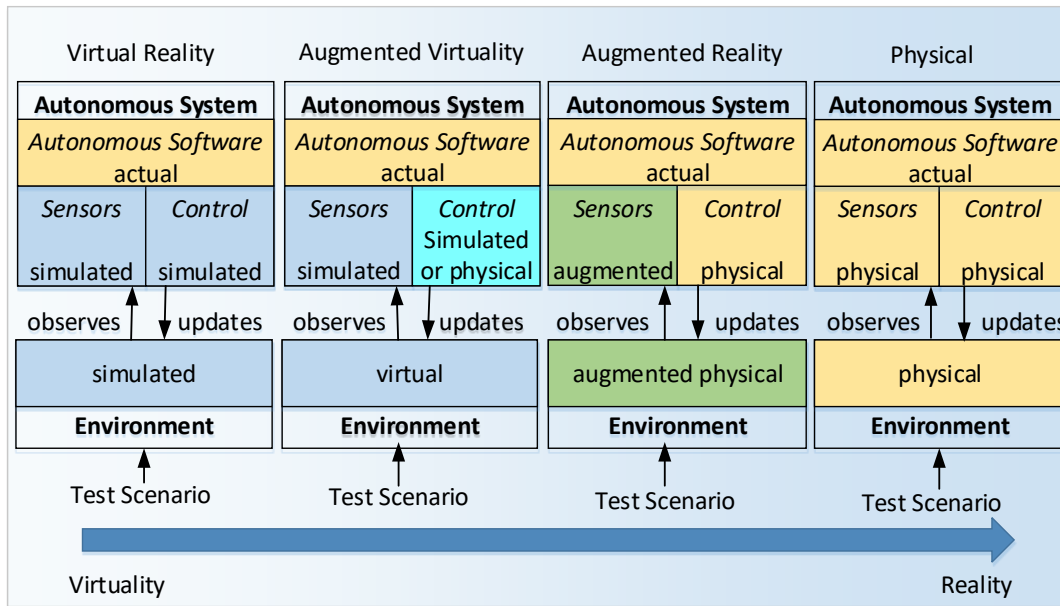 Virtual Reality
Augmented Virtuality
Augmented Reality
Physical
Autonomous System
Autonomous System
Autonomous System
Autonomous System
Autonomous Software
actual
Autonomous Software
actual
Autonomous Software
actual
Autonomous Software
actual
Sensors
simulated
Control
simulated
Sensors
simulated
Control
Simulated
or physical
Sensors
augmented
Control
physical
Sensors
physical
Control
physical
observes
updates
observes
updates
observes
updates
observes
updates
simulated
virtual
augmented physical
physical
Environment
Environment
Environment
Environment
Test Scenario
Test Scenario
Test Scenario
Test Scenario
Virtuality
Reality